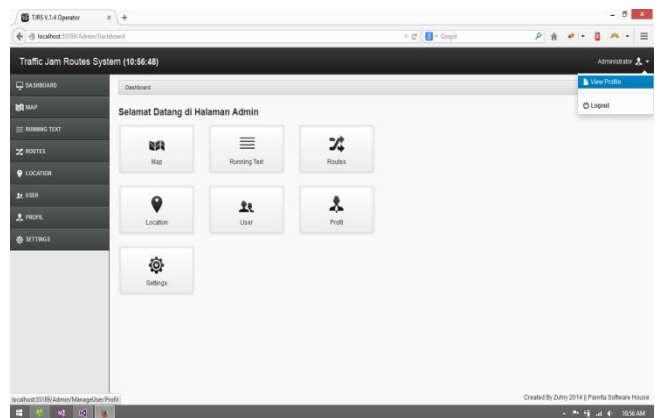 TJRS V.1.4 Operator
localhost:55189/Admin/Dashboard
Google
Traffic Jam Routes System (10:56:48)
Administrator
View Profile
Logout
DASHBOARD
MAP
RUNNING TEXT
ROUTES
LOCATION
USER
PROFIL
SETTINGS
Dashboard
Selamat Datang di Halaman Admin
Map
Running Text
Routes
Location
User
Profil
Settings
localhost:55189/Admin/ManageUser/Profil
Created By Zuhry 2014 || Panrita Software House
10:56 AM